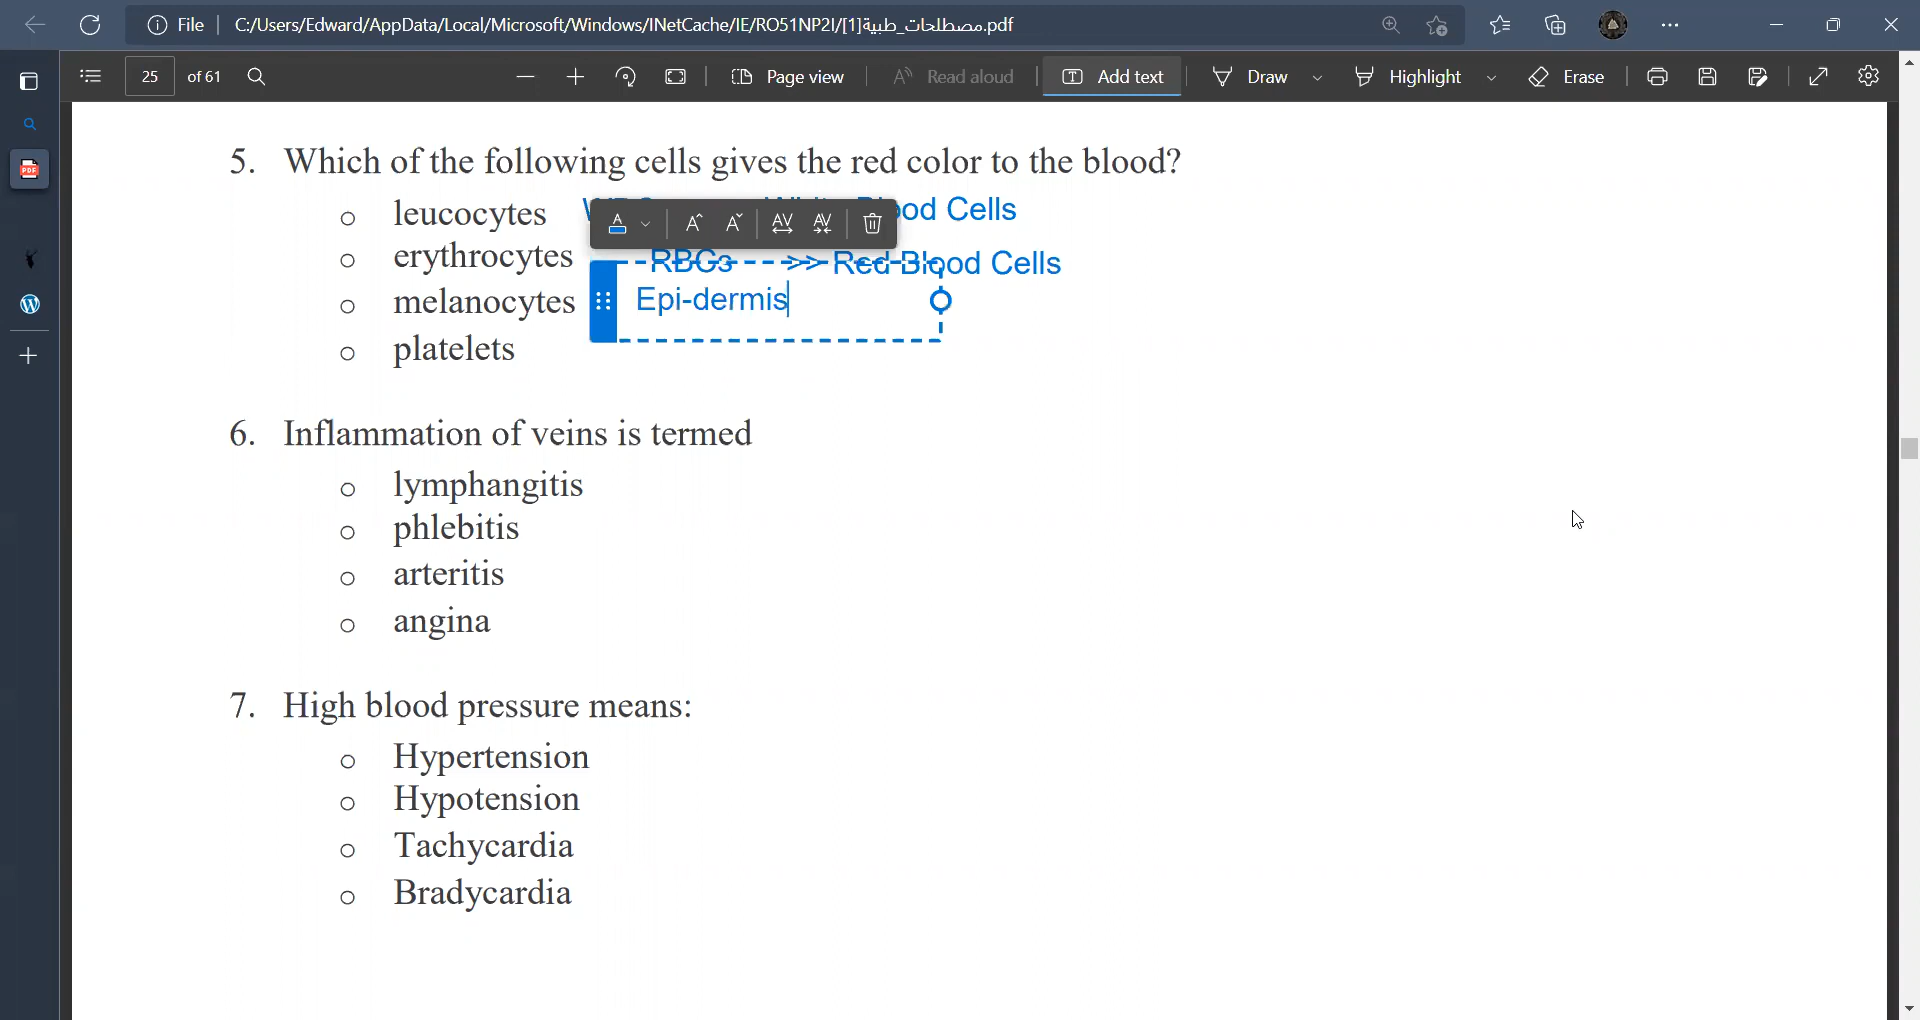 File C:/Users/Edward/AppData/Local/Microsoft/Windows/INetCache/IE/RO51NP2I/[1]مصطلحات_طبية.pdf
25 of 61 Page view Read aloud Add text Draw Highlight Erase
5. Which of the following cells gives the red color to the blood?
leucocytes Blood Cells
erythrocytes RBCs >> Red Blood Cells
melanocytes Epi-dermis
platelets
6. Inflammation of veins is termed
lymphangitis
phlebitis
arteritis
angina
7. High blood pressure means:
Hypertension
Hypotension
Tachycardia
Bradycardia